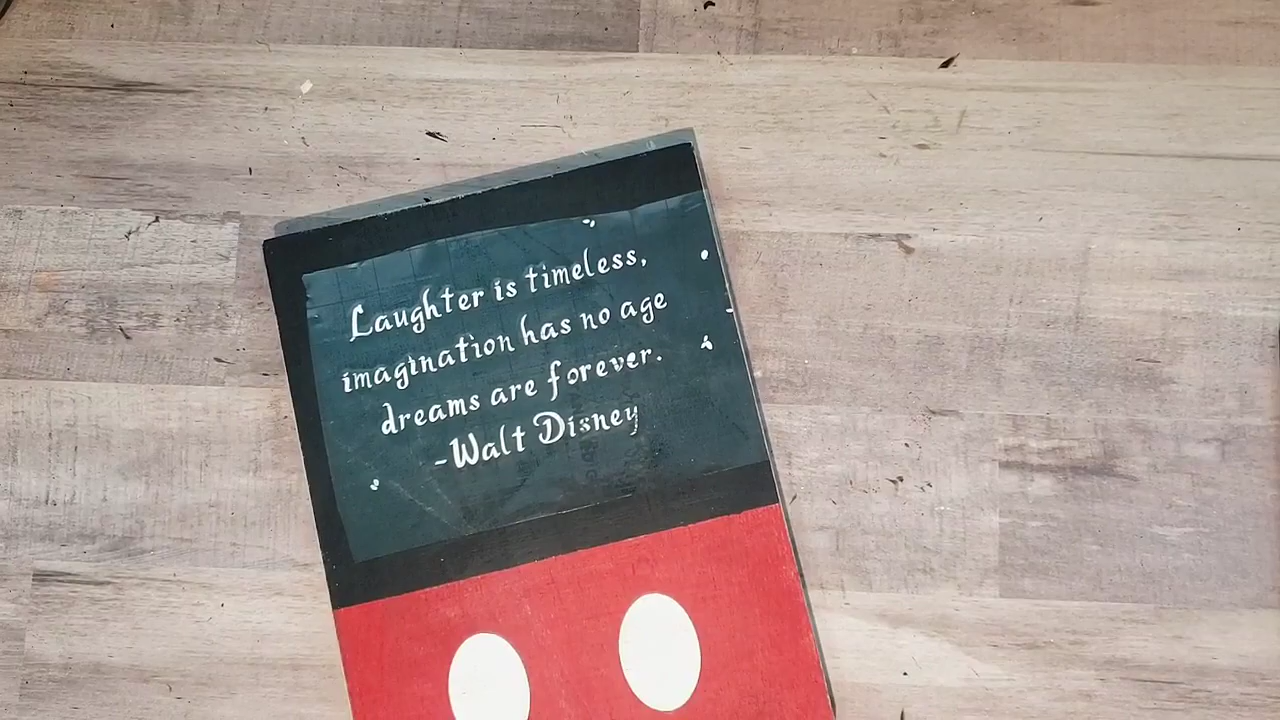 Laughter is timeless,
imagination has no age
dreams are forever.
-Walt Disney